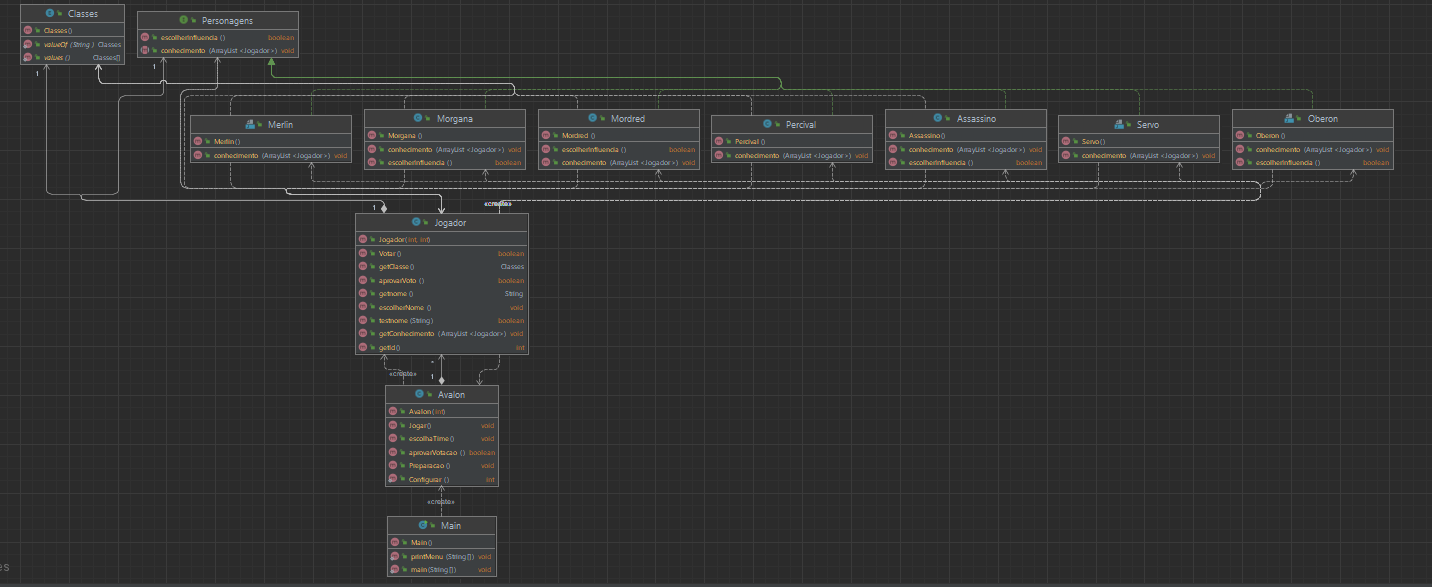 Classes
Classes()
valueOf (String) Classes
values () Classes[]
1
Personagens
escolherInfluencia () boolean
conhecimento (ArrayList <Jogador>) void
1
Merlin
Merlin()
conhecimento (ArrayList <Jogador>) void
Morgana
Morgana ()
conhecimento (ArrayList <Jogador>) void
escolherInfluencia () boolean
Mordred
Mordred ()
escolherInfluencia () boolean
conhecimento (ArrayList <Jogador>) void
Percival
Percival ()
conhecimento (ArrayList <Jogador>) void
Assassino
Assassino()
conhecimento (ArrayList <Jogador>) void
escolherInfluencia () boolean
Servo
Servo()
conhecimento (ArrayList <Jogador>) void
Oberon
Oberon ()
conhecimento (ArrayList <Jogador>) void
escolherInfluencia () boolean
1
«create»
Jogador
Jogador(int, int)
Votar() boolean
getClasse() Classes
aprovarVoto () boolean
getnome () String
escolherNome () void
testnome (String) boolean
getConhecimento (ArrayList <Jogador>) void
getId() int
«create»
*
1
Avalon
Avalon(int)
Jogar() void
escolhaTime() void
aprovarVotacao () boolean
Preparacao () void
Configurar () int
«create»
Main
Main()
printMenu (String[]) void
main(String[]) void
es